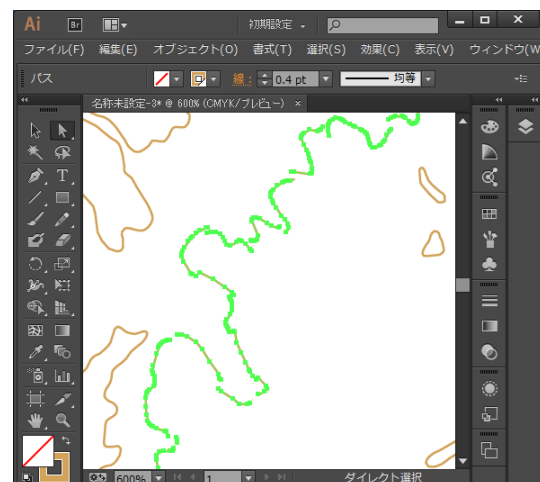 Ai Br 初期設定
ファイル(F) 編集(E) オブジェクト(O) 書式(T) 選択(S) 効果(C) 表示(V) ウィンドウ(W
パス 線: 0.4 pt 均等
名称未設定-3* @ 600% (CMYK/プレビュー) ×
T
600% 1 ダイレクト選択